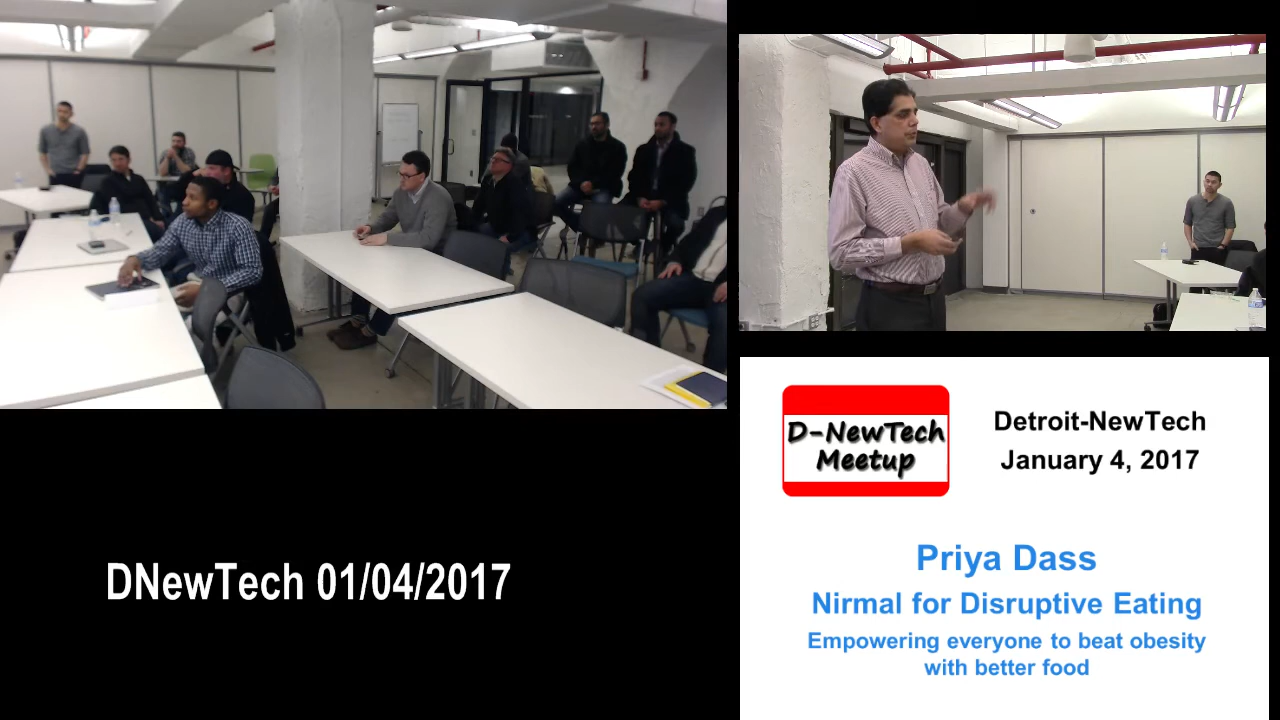 D-NewTech
Meetup
Detroit-NewTech
January 4, 2017
Priya Dass
Nirmal for Disruptive Eating
Empowering everyone to beat obesity
with better food
DNewTech 01/04/2017